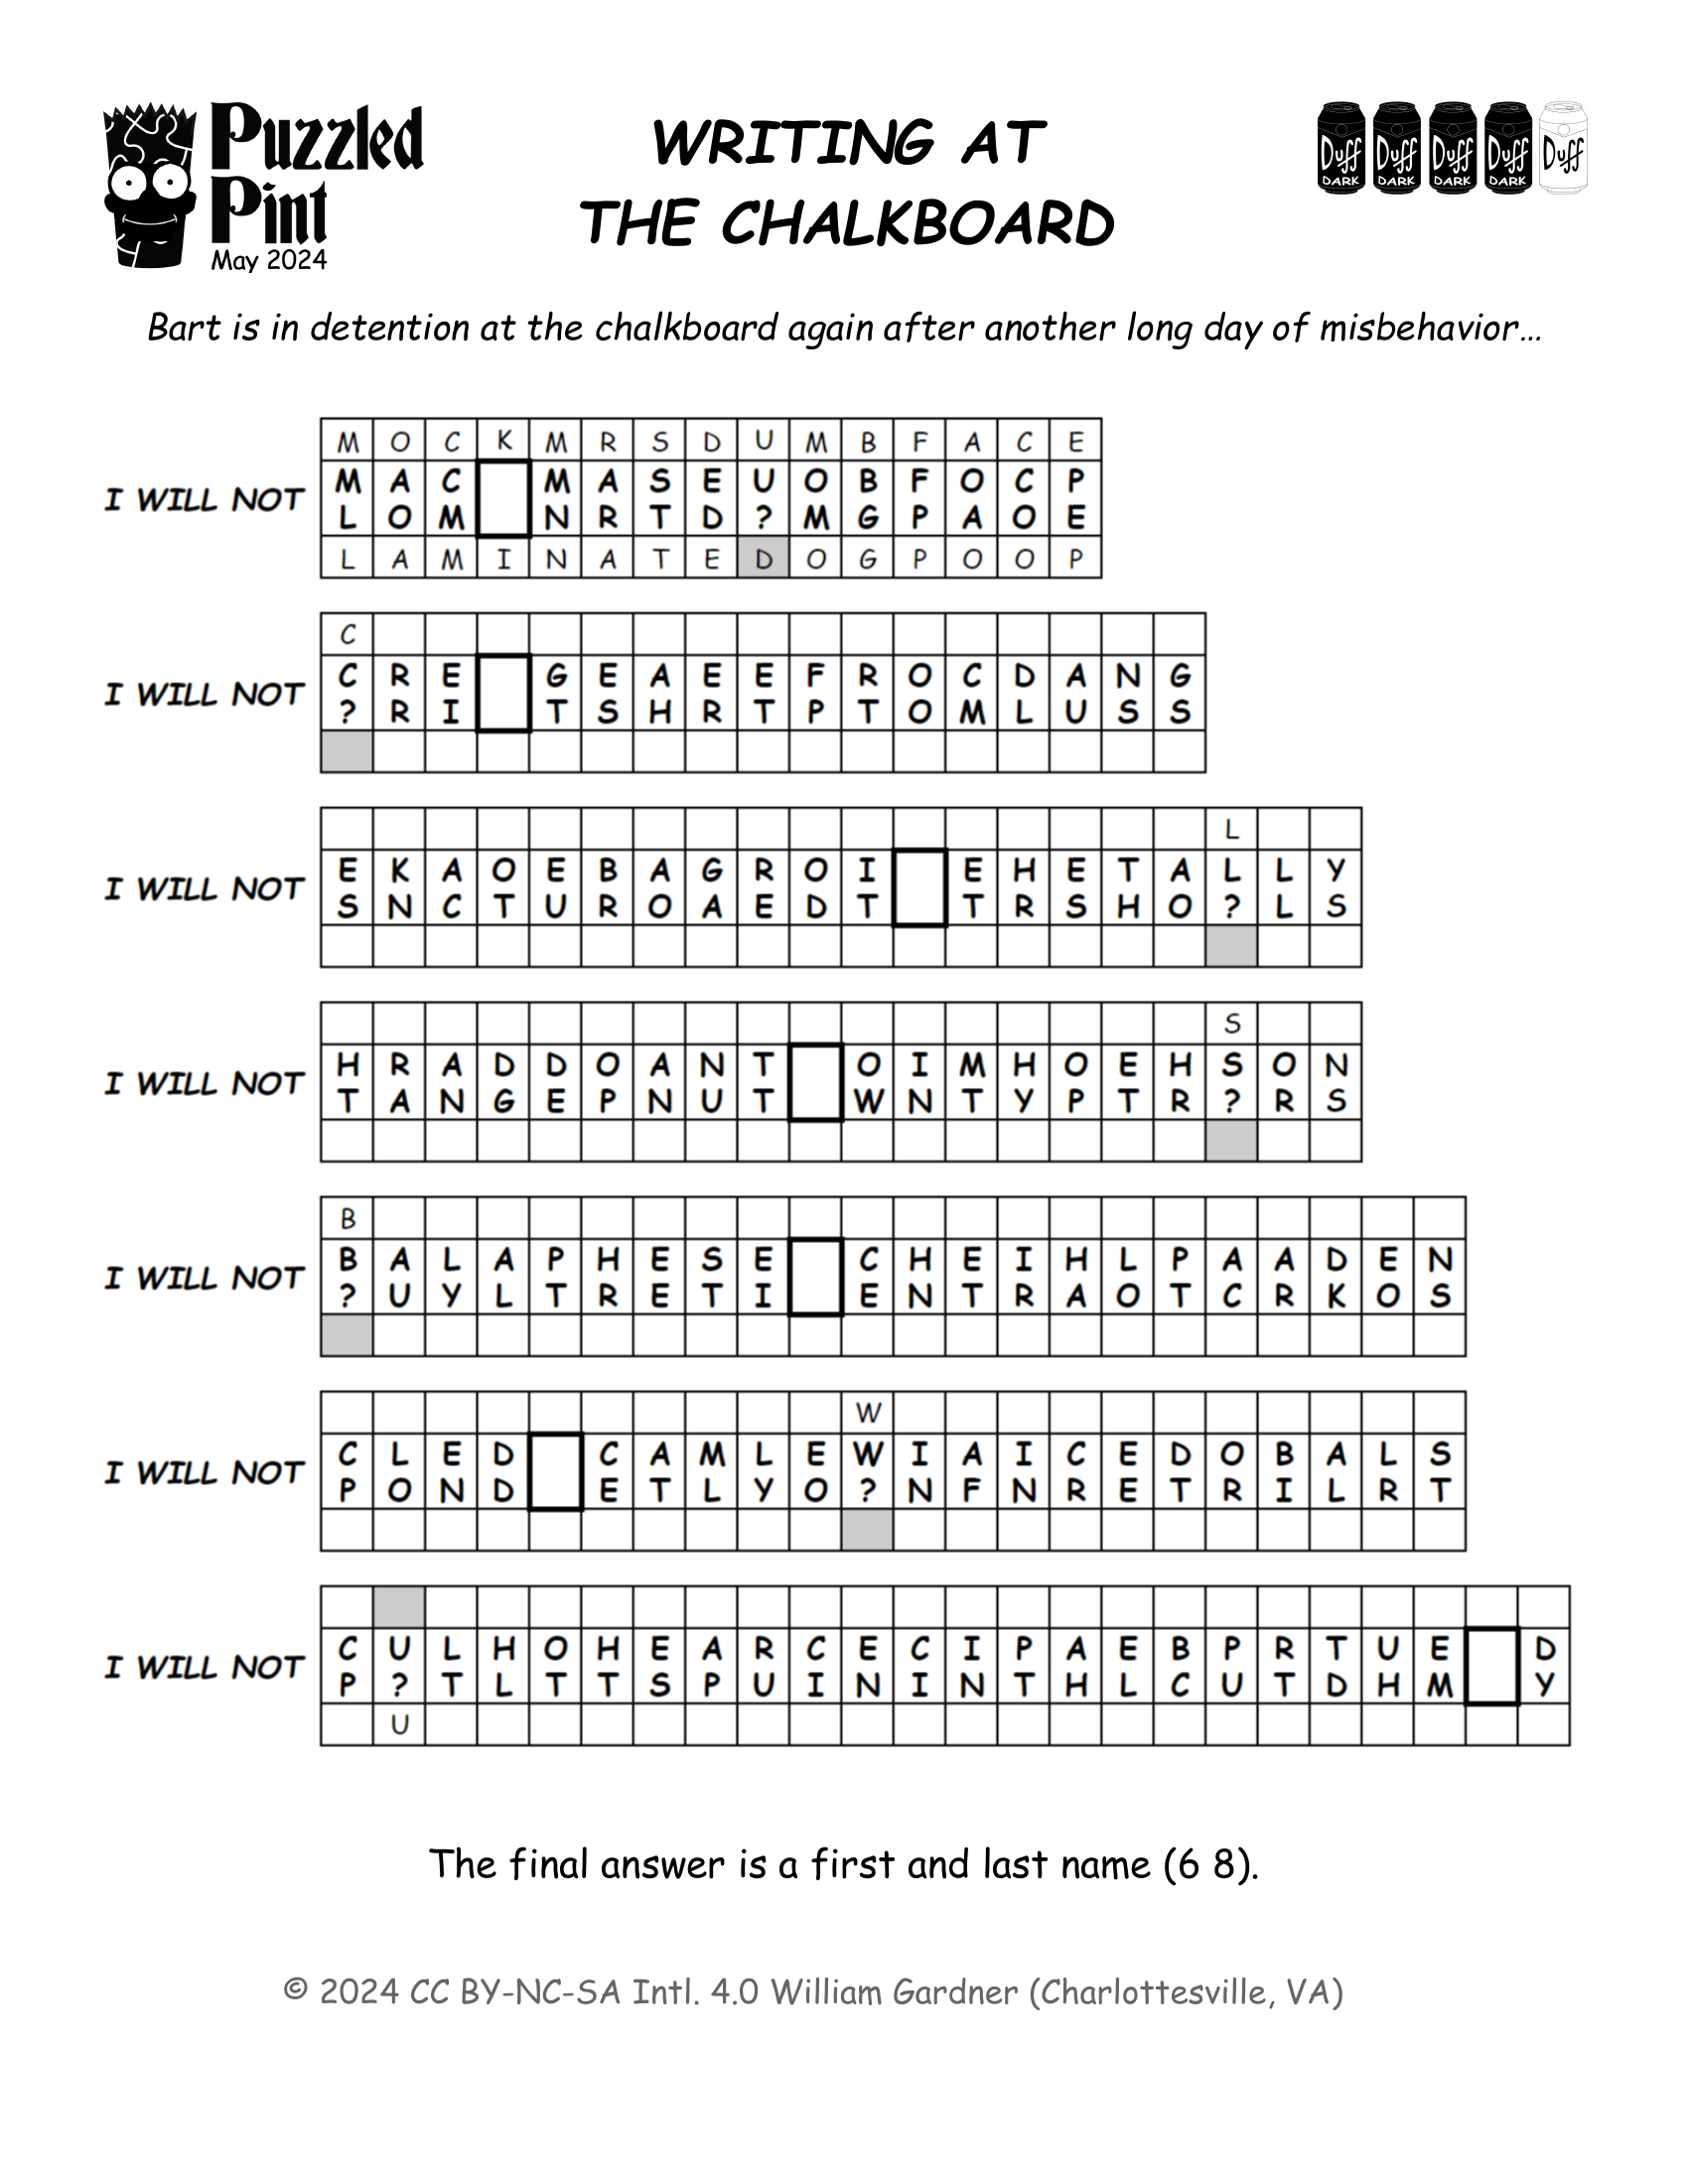 Puzzled
Pint
May 2024
WRITING AT
THE CHALKBOARD
Duff Duff Duff Duff Duff
DARK DARK DARK DARK
Bart is in detention at the chalkboard again after another long day of misbehavior...
M O C K M R S D U M B F A C E
I WILL NOT
M A C M A S E U O B F O C P
L O M N R T D ? M G P A O E
L A M I N A T E D O G P O O P
C
I WILL NOT
C R E G E A E E F R O C D A N G
? R I T S H R T P T O M L U S S
L
I WILL NOT
E K A O E B A G R O I E H E T A L L Y
S N C T U R O A E D T T R S H O ? L S
S
I WILL NOT
H R A D D O A N T O I M H O E H S O N
T A N G E P N U T W N T Y P T R ? R S
B
I WILL NOT
B A L A P H E S E C H E I H L P A A D E N
? U Y L T R E T I E N T R A O T C R K O S
W
I WILL NOT
C L E D C A M L E W I A I C E D O B A L S
P O N D E T L Y O ? N F N R E T R I L R T
I WILL NOT
C U L H O H E A R C E C I P A E B P R T U E D
P ? T L T T S P U I N I N T H L C U T D H M Y
U
The final answer is a first and last name (6 8).
© 2024 CC BY-NC-SA Intl. 4.0 William Gardner (Charlottesville, VA)